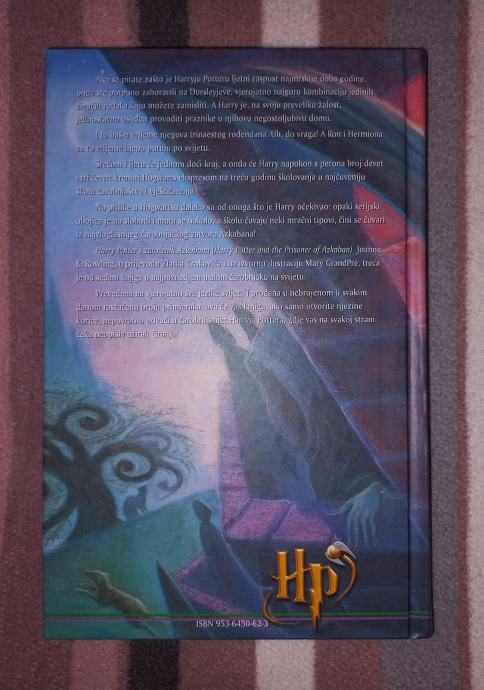 Ako se pitate zašto je Harryju Potteru ljetni raspust najmrskije doba godine,
onda ste potpuno zaboravili na Dursleyjeve, vjerojatno najgoru kombinaciju jedinih
živućih rođaka koju možete zamisliti. A Harry je, na svoju preveliku žalost,
jednostavno osuđen provoditi praznike u njihovu negostoljubivu domu.
I to baš u vrijeme njegova trinaestog rođendana. Uh, do vraga! A Ron i Hermiona
za to vrijeme lijepo putuju po svijetu.
Srećom i ljetu će jednom doći kraj, a onda će Harry napokon s perona broj devet
i tri četvrt krenuti Hogwarts ekspresom na treću godinu školovanja u najčuveniju
školu čarobnjaštva i vještičarenja.
No prilike u Hogwartsu daleko su od onoga što je Harry očekivao: opaki serijski
ubojica je na slobodi i mota se uokolo, a školu čuvaju neki mračni tipovi, čini se čuvari
iz najozloglašenijeg čarobnjačkog zatvora Azkabana!
Harry Potter i zatočenik Azkabana (Harry Potter and the Prisoner of Azkaban), Joanne
K. Rowling, u prijevodu Zlatka Crnkovića i uz izvornu ilustraciju Mary GrandPré, treća
je od sedam knjiga o najpoznatijem malom čarobnjaku na svijetu.
Prevedena na vjerojatno sve jezike svijeta i prodana u nebrojenom i svakim
danom rastućem broju primjeraka, ova će vas knjiga, ako samo otvorite njezine
korice, nepovratno odvući u čarobni svijet Harryja Pottera, gdje vas na svakoj strani
čeka neopisiv užitak čitanja!
HP
ISBN 953-6450-62-3